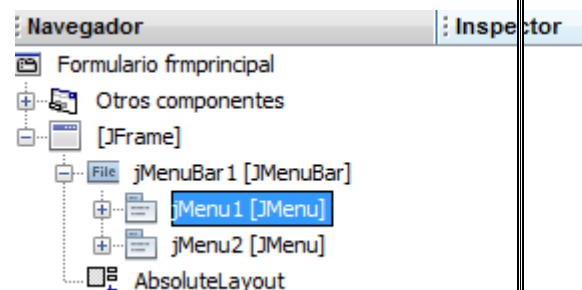 Navegador Inspector
Formulario frmprincipal
Otros componentes
[JFrame]
File jMenuBar1 [JMenuBar]
jMenu1 [JMenu]
jMenu2 [JMenu]
AbsoluteLayout